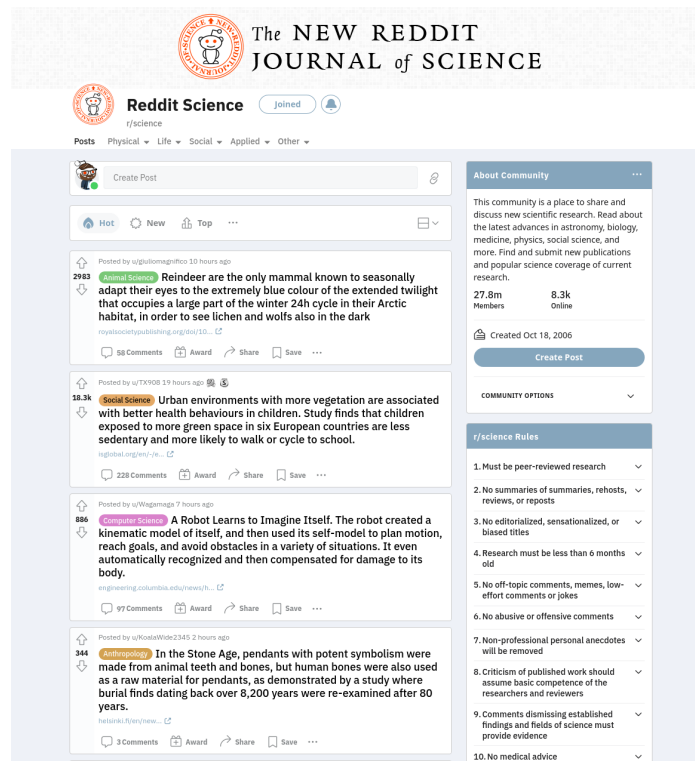 The NEW REDDIT
JOURNAL of SCIENCE
Reddit Science
Joined
r/science
Posts Physical Life Social Applied Other
Create Post
Hot New Top ···
Posted by u/giuliomagnifico 10 hours ago
2983
Animal Science Reindeer are the only mammal known to seasonally
adapt their eyes to the extremely blue colour of the extended twilight
that occupies a large part of the winter 24h cycle in their Arctic
habitat, in order to see lichen and wolfs also in the dark
royalsocietypublishing.org/doi/10...
58 Comments Award Share Save ···
Posted by u/TX908 19 hours ago
18.3k
Social Science Urban environments with more vegetation are associated
with better health behaviours in children. Study finds that children
exposed to more green space in six European countries are less
sedentary and more likely to walk or cycle to school.
isglobal.org/en/-/e...
228 Comments Award Share Save ···
Posted by u/Wagamaga 7 hours ago
886
Computer Science A Robot Learns to Imagine Itself. The robot created a
kinematic model of itself, and then used its self-model to plan motion,
reach goals, and avoid obstacles in a variety of situations. It even
automatically recognized and then compensated for damage to its
body.
engineering.columbia.edu/news/h...
97 Comments Award Share Save ···
Posted by u/KoalaWide2345 2 hours ago
344
Anthropology In the Stone Age, pendants with potent symbolism were
made from animal teeth and bones, but human bones were also used
as a raw material for pendants, as demonstrated by a study where
burial finds dating back over 8,200 years were re-examined after 80
years.
helsinki.fi/en/new...
3 Comments Award Share Save ···
About Community ···
This community is a place to share and
discuss new scientific research. Read about
the latest advances in astronomy, biology,
medicine, physics, social science, and
more. Find and submit new publications
and popular science coverage of current
research.
27.8m 8.3k
Members Online
Created Oct 18, 2006
Create Post
COMMUNITY OPTIONS
r/science Rules
1. Must be peer-reviewed research
2. No summaries of summaries, rehosts,
reviews, or reposts
3. No editorialized, sensationalized, or
biased titles
4. Research must be less than 6 months
old
5. No off-topic comments, memes, low-
effort comments or jokes
6. No abusive or offensive comments
7. Non-professional personal anecdotes
will be removed
8. Criticism of published work should
assume basic competence of the
researchers and reviewers
9. Comments dismissing established
findings and fields of science must
provide evidence
10. No medical advice